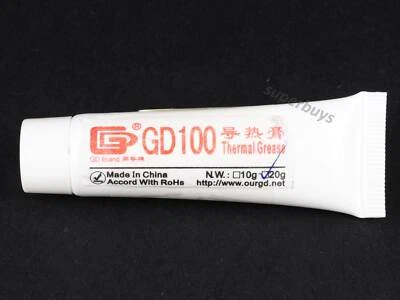 superbuys
GD® GD100 导热膏
Thermal Grease
GD Brand
Made In China
Accord With RoHs
N.W.: □10g ☑20g
http://www.ourgd.net